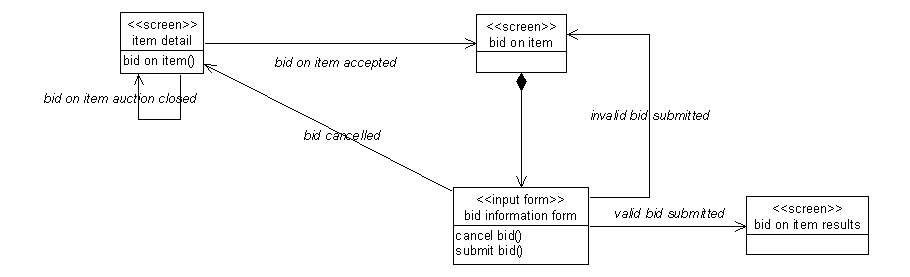 <<screen>>
item detail
bid on item()
bid on item accepted
<<screen>>
bid on item
bid on item auction closed
bid cancelled
invalid bid submitted
<<input form>>
bid information form
cancel bid()
submit bid()
valid bid submitted
<<screen>>
bid on item results